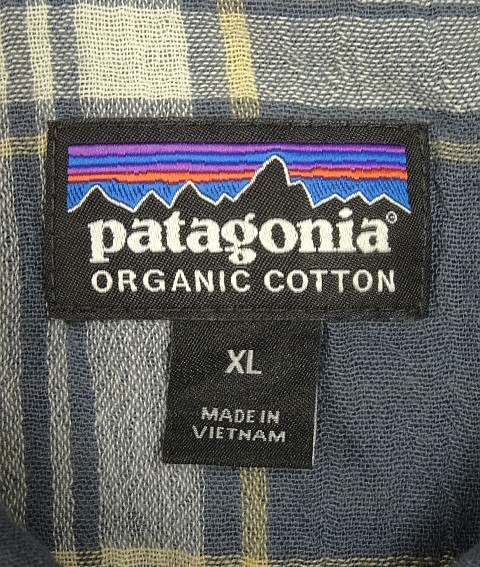 patagonia®
ORGANIC COTTON
XL
MADE IN
VIETNAM